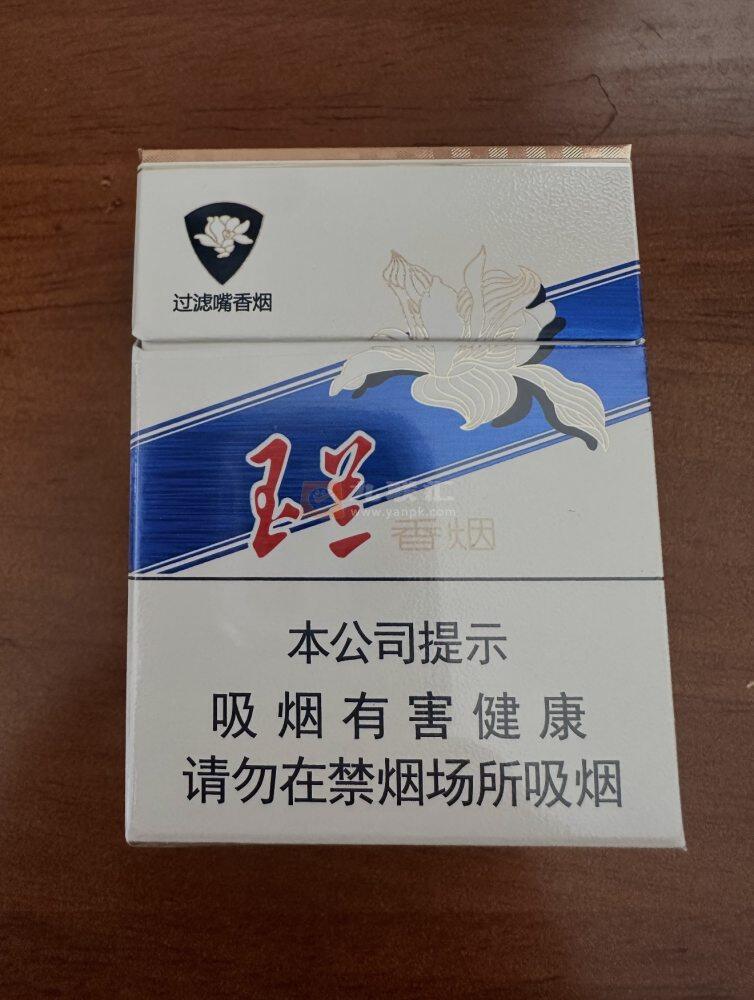 过滤嘴香烟
玉兰
香烟
www.yanpk.com
本公司提示
吸烟有害健康
请勿在禁烟场所吸烟